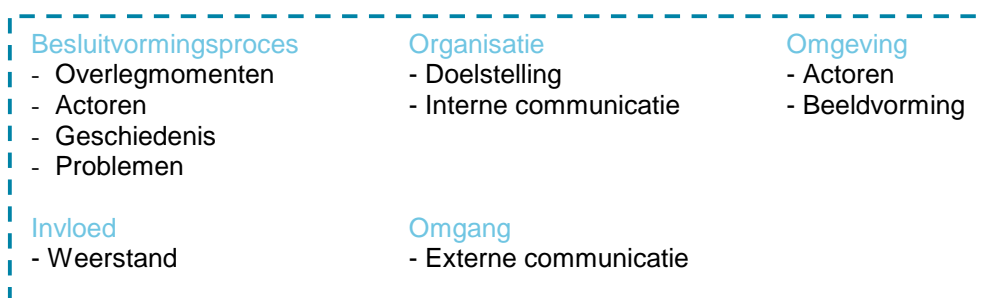 Besluitvormingsproces
- Overlegmomenten
- Actoren
- Geschiedenis
- Problemen
Organisatie
- Doelstelling
- Interne communicatie
Omgeving
- Actoren
- Beeldvorming
Invloed
- Weerstand
Omgang
- Externe communicatie